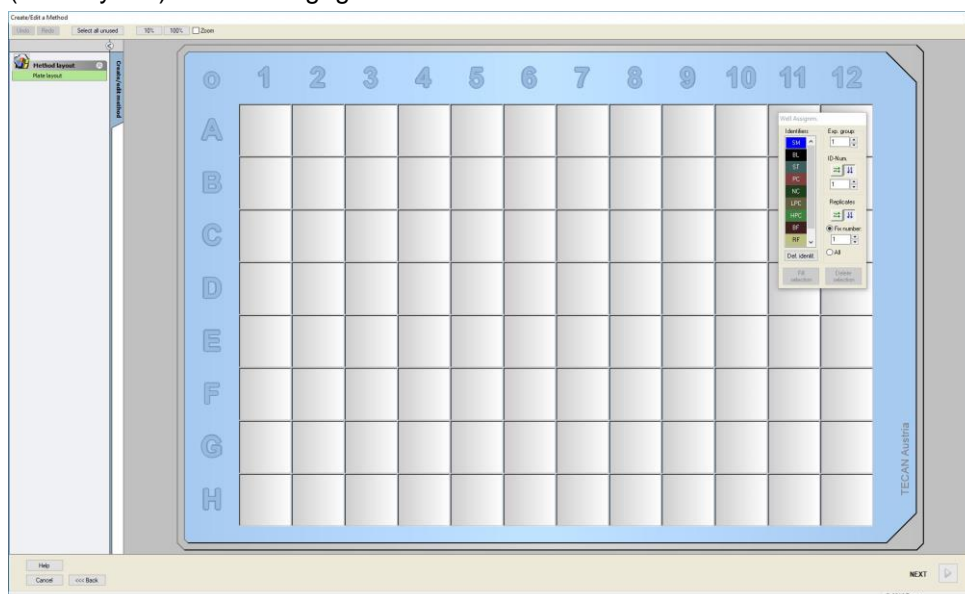 Create/Edit a Method
Undo Redo Select all unused 10% 100% Zoom
Method layout
Plate layout
Create/edit method
1 2 3 4 5 6 7 8 9 10 11 12
A
B
C
D
E
F
G
H
Well Assignm.
Identifiers:
SM
BL
ST
PC
NC
LPC
HPC
BF
RF
Def. identif.
Exp. group:
1
ID-Num.
1
Replicates
Fix number:
1
All
Fill selection
Delete selection
TECAN Austria
Help
Cancel <<< Back
NEXT